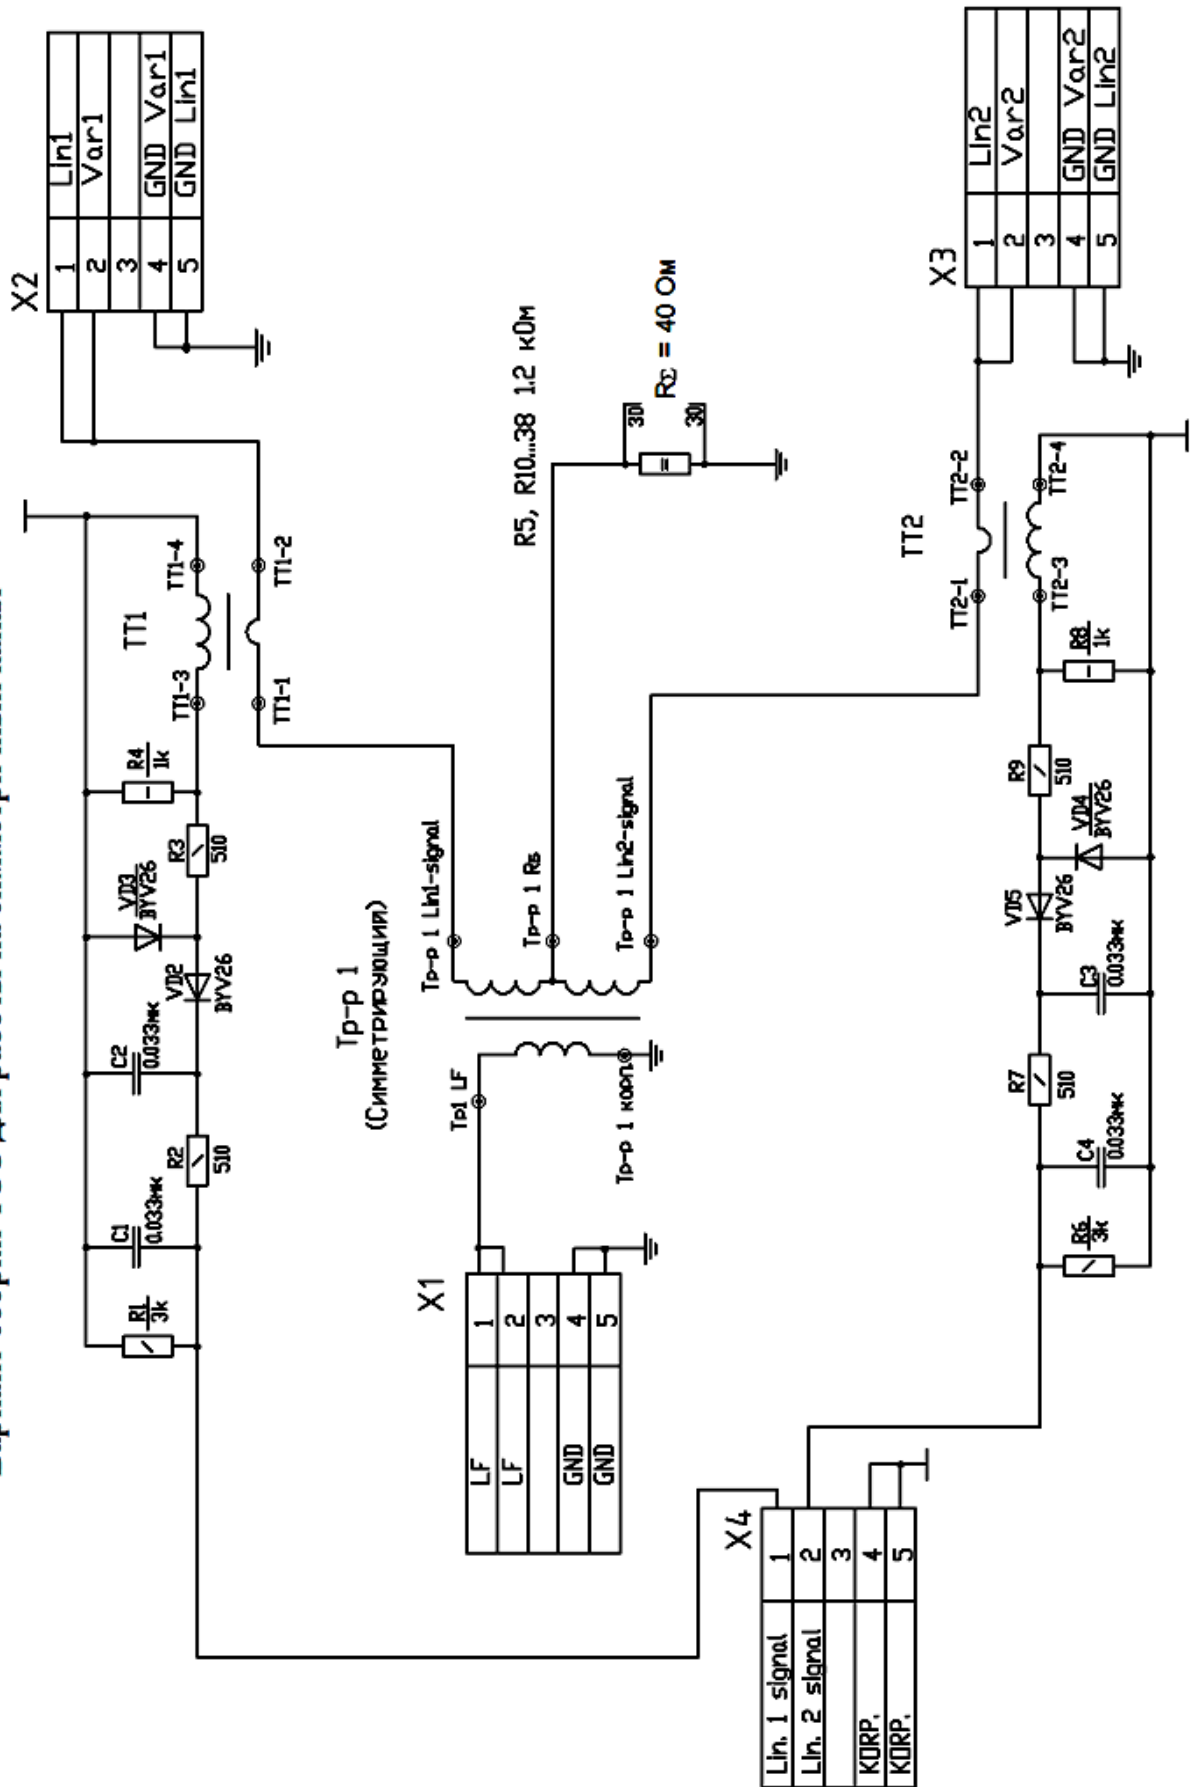 X2
1 Lin1
2 Var1
3
4 GND Var1
5 GND Lin1
R1
3k
C1
0.033мк
R2
510
C2
0.033мк
VD2
BYV26
VD3
BYV26
R3
510
R4
1k
TT1
TT1-3
TT1-4
TT1-1
TT1-2
Тр-р 1
(Симметрирующий)
Тр-р 1 Lin1-signal
Тр-р 1 Rб
Тр-р 1 Lin2-signal
Тр1 LF
Тр-р 1 корп.
X1
LF 1
LF 2
3
GND 4
GND 5
R5, R10...38 1.2 кОм
30
30
RΣ = 40 Ом
X4
Lin. 1 signal 1
Lin. 2 signal 2
3
KORP. 4
KORP. 5
TT2
TT2-1
TT2-2
TT2-3
TT2-4
X3
1 Lin2
2 Var2
3
4 GND Var2
5 GND Lin2
R6
3k
C4
0.033мк
R7
510
C3
0.033мк
VD5
BYV26
VD4
BYV26
R9
510
R8
1k